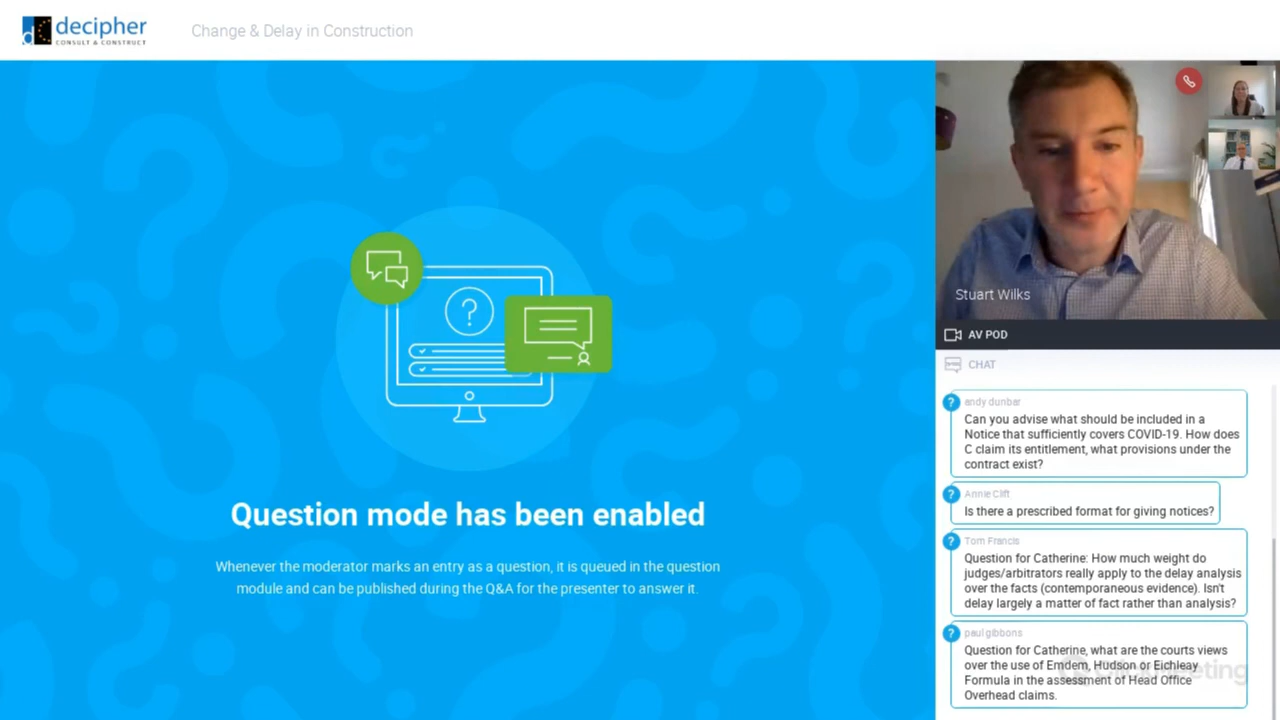 decipher
CONSULT & CONSTRUCT
Change & Delay in Construction
Question mode has been enabled
Whenever the moderator marks an entry as a question, it is queued in the question
module and can be published during the Q&A for the presenter to answer it.
Stuart Wilks
AV POD
CHAT
andy dunbar
Can you advise what should be included in a
Notice that sufficiently covers COVID-19. How does
C claim its entitlement, what provisions under the
contract exist?
Annie Clift
Is there a prescribed format for giving notices?
Tom Francis
Question for Catherine: How much weight do
judges/arbitrators really apply to the delay analysis
over the facts (contemporaneous evidence). Isn't
delay largely a matter of fact rather than analysis?
paul gibbons
Question for Catherine, what are the courts views
over the use of Emdem, Hudson or Eichleay
Formula in the assessment of Head Office
Overhead claims.
ClickMeeting